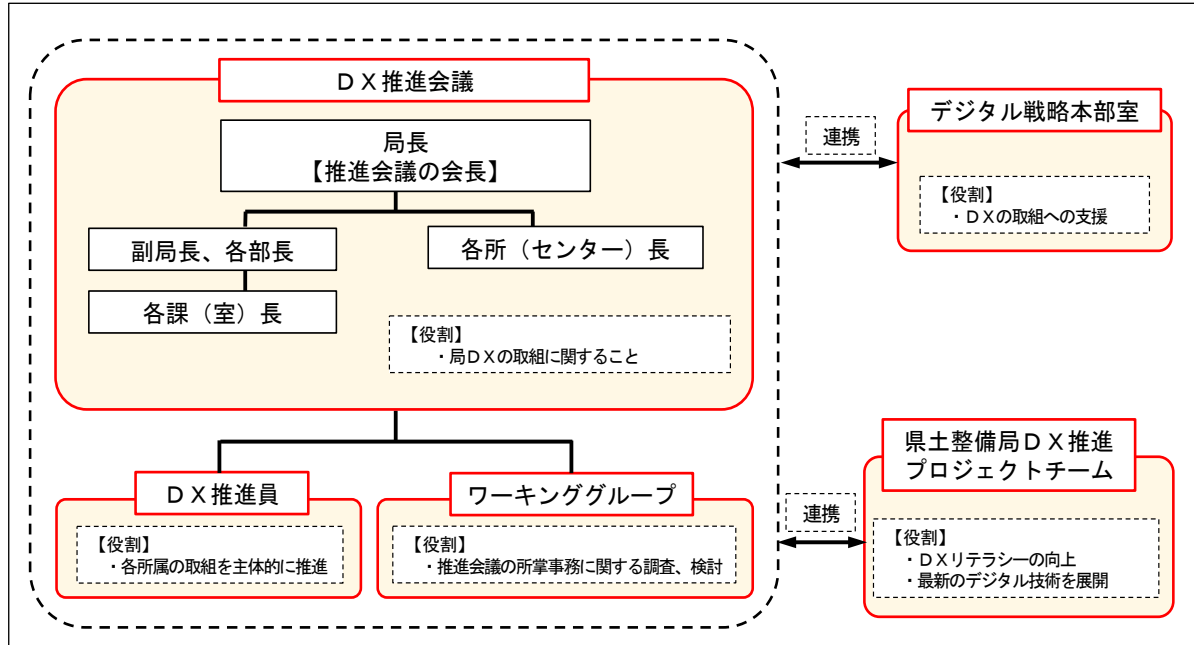 ＤＸ推進会議
局長
【推進会議の会長】
副局長、各部長
各所（センター）長
各課（室）長
【役割】
・局ＤＸの取組に関すること
ＤＸ推進員
【役割】
・各所属の取組を主体的に推進
ワーキンググループ
【役割】
・推進会議の所掌事務に関する調査、検討
連携
デジタル戦略本部室
【役割】
・ＤＸの取組への支援
連携
県土整備局ＤＸ推進
プロジェクトチーム
【役割】
・ＤＸリテラシーの向上
・最新のデジタル技術を展開